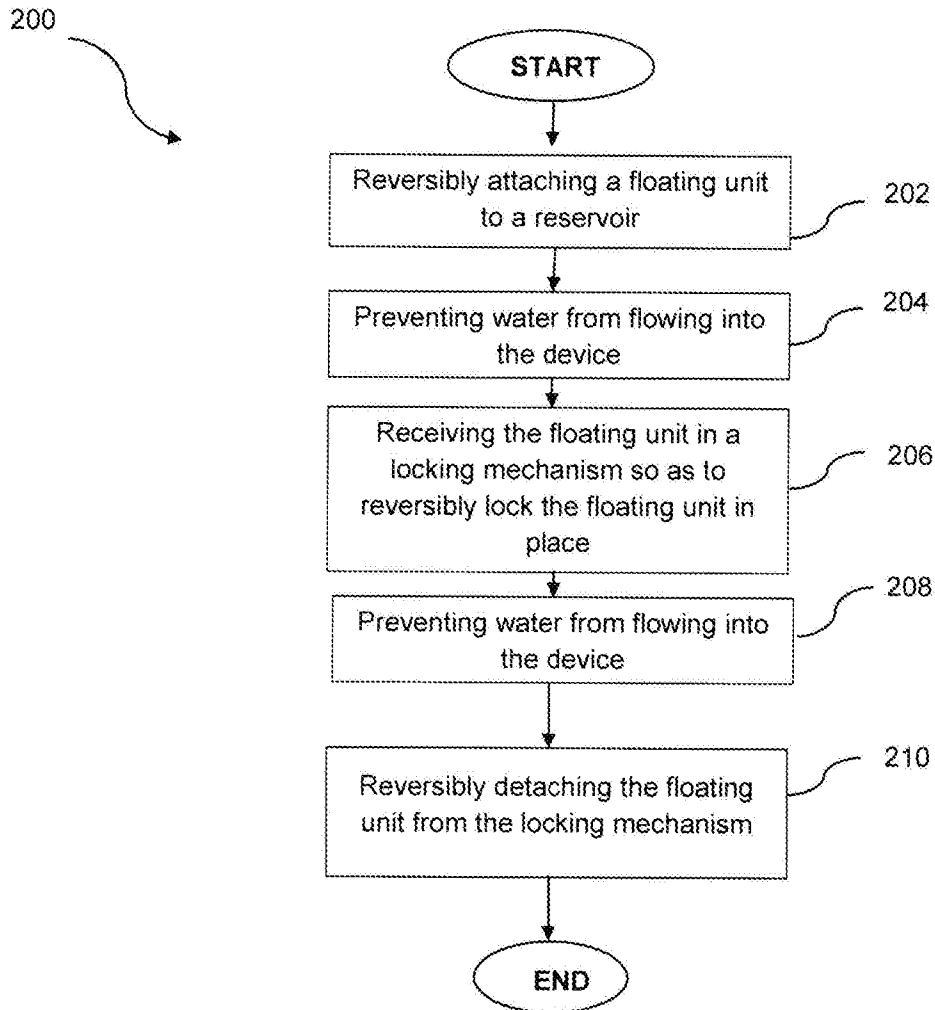 200
START
Reversibly attaching a floating unit
to a reservoir
202
Preventing water from flowing into
the device
204
Receiving the floating unit in a
locking mechanism so as to
reversibly lock the floating unit in
place
206
Preventing water from flowing into
the device
208
Reversibly detaching the floating
unit from the locking mechanism
210
END